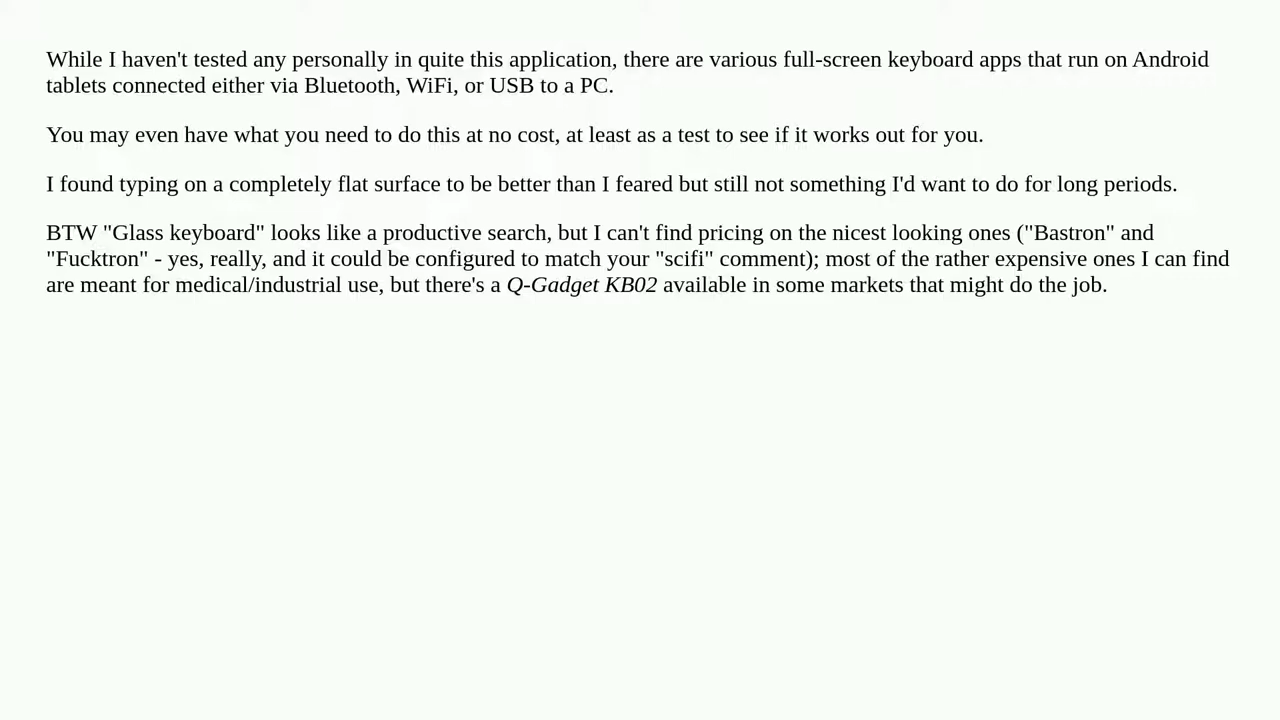 While I haven't tested any personally in quite this application, there are various full-screen keyboard apps that run on Android
tablets connected either via Bluetooth, WiFi, or USB to a PC.
You may even have what you need to do this at no cost, at least as a test to see if it works out for you.
I found typing on a completely flat surface to be better than I feared but still not something I'd want to do for long periods.
BTW "Glass keyboard" looks like a productive search, but I can't find pricing on the nicest looking ones ("Bastron" and
"Fucktron" - yes, really, and it could be configured to match your "scifi" comment); most of the rather expensive ones I can find
are meant for medical/industrial use, but there's a Q-Gadget KB02 available in some markets that might do the job.